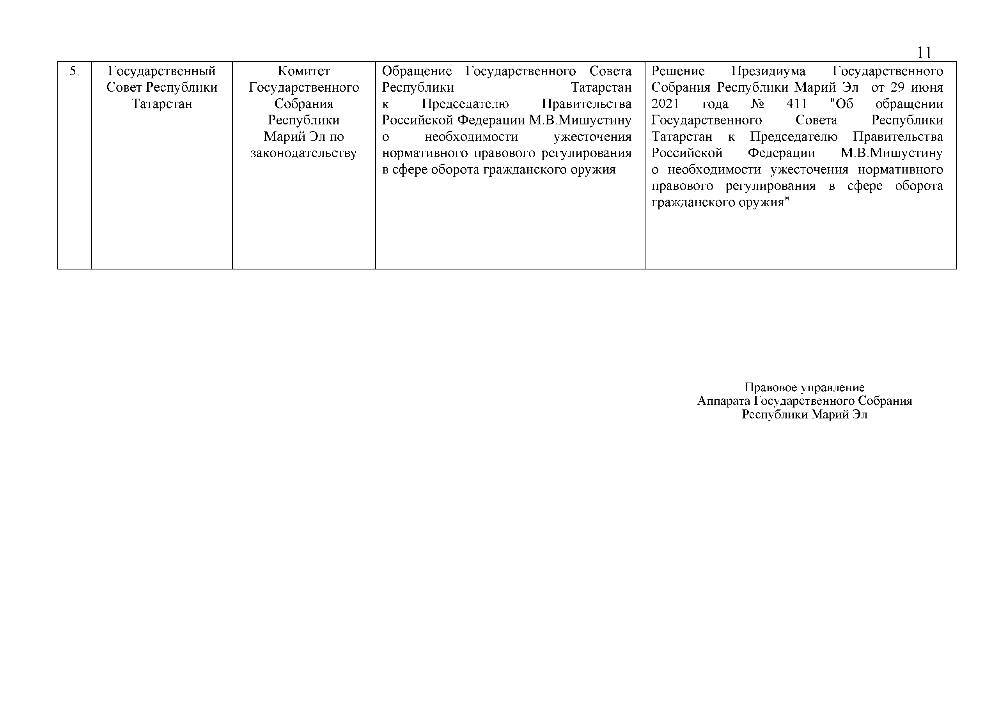 11
5.
Государственный
Совет Республики
Татарстан
Комитет
Государственного
Собрания
Республики
Марий Эл по
законодательству
Обращение Государственного Совета
Республики Татарстан
к Председателю Правительства
Российской Федерации М.В.Мишустину
о необходимости ужесточения
нормативного правового регулирования
в сфере оборота гражданского оружия
Решение Президиума Государственного
Собрания Республики Марий Эл от 29 июня
2021 года № 411 "Об обращении
Государственного Совета Республики
Татарстан к Председателю Правительства
Российской Федерации М.В.Мишустину
о необходимости ужесточения нормативного
правового регулирования в сфере оборота
гражданского оружия"
Правовое управление
Аппарата Государственного Собрания
Республики Марий Эл